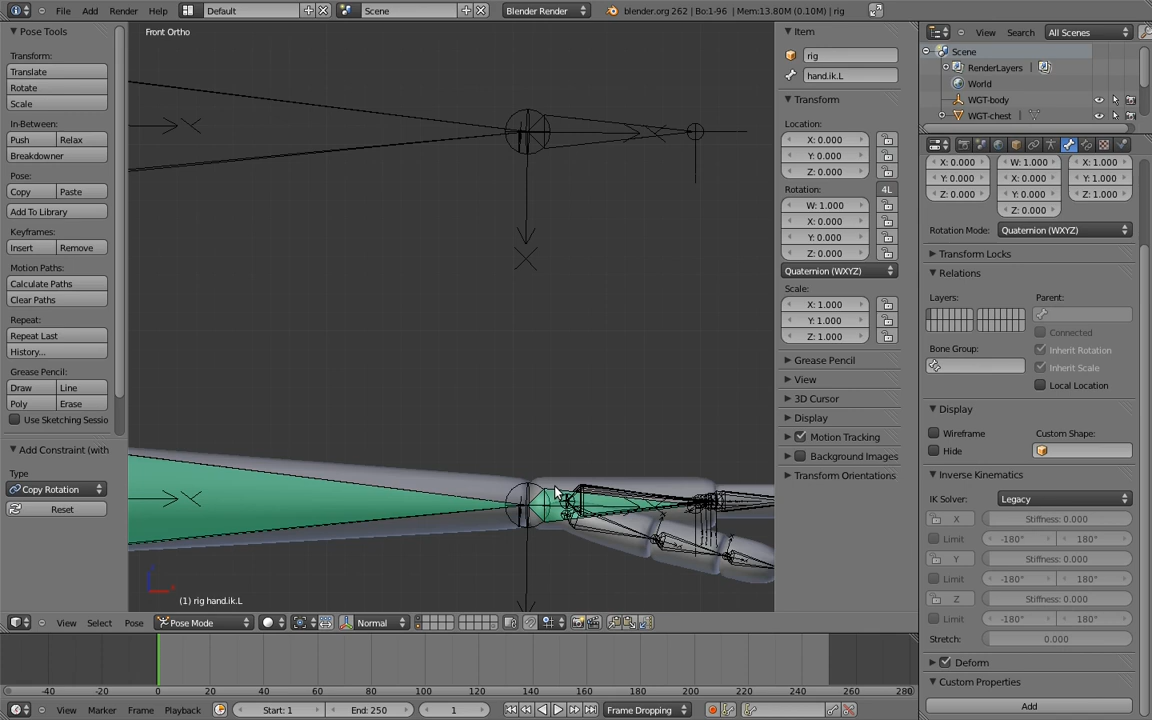 File Add Render Help Default Scene Blender Render blender.org 262 | Bo:1-96 | Mem:13.80M (0.10M) | rig
Pose Tools
Transform:
Translate
Rotate
Scale
In-Between:
Push Relax
Breakdowner
Pose:
Copy Paste
Add To Library
Keyframes:
Insert Remove
Motion Paths:
Calculate Paths
Clear Paths
Repeat:
Repeat Last
History...
Grease Pencil:
Draw Line
Poly Erase
Use Sketching Sessio
Add Constraint (with
Type
Copy Rotation
Reset
Front Ortho
(1) rig hand.ik.L
View Select Pose Pose Mode Normal
Item
rig
hand.ik.L
Transform
Location:
X: 0.000
Y: 0.000
Z: 0.000
Rotation: 4L
W: 1.000
X: 0.000
Y: 0.000
Z: 0.000
Quaternion (WXYZ)
Scale:
X: 1.000
Y: 1.000
Z: 1.000
Grease Pencil
View
3D Cursor
Display
Motion Tracking
Background Images
Transform Orientations
View Search All Scenes
Scene
RenderLayers
World
WGT-body
WGT-chest
X: 0.000 W: 1.000 X: 1.000
Y: 0.000 X: 0.000 Y: 1.000
Z: 0.000 Y: 0.000 Z: 1.000
Z: 0.000
Rotation Mode: Quaternion (WXYZ)
Transform Locks
Relations
Layers: Parent:
Connected
Bone Group: Inherit Rotation
Inherit Scale
Local Location
Display
Wireframe Custom Shape:
Hide
Inverse Kinematics
IK Solver: Legacy
X Stiffness: 0.000
Limit -180° 180°
Y Stiffness: 0.000
Limit -180° 180°
Z Stiffness: 0.000
Limit -180° 180°
Stretch: 0.000
Deform
Custom Properties
Add
-40 -20 0 20 40 60 80 100 120 140 160 180 200 220 240 260 280
View Marker Frame Playback Start: 1 End: 250 1 Frame Dropping